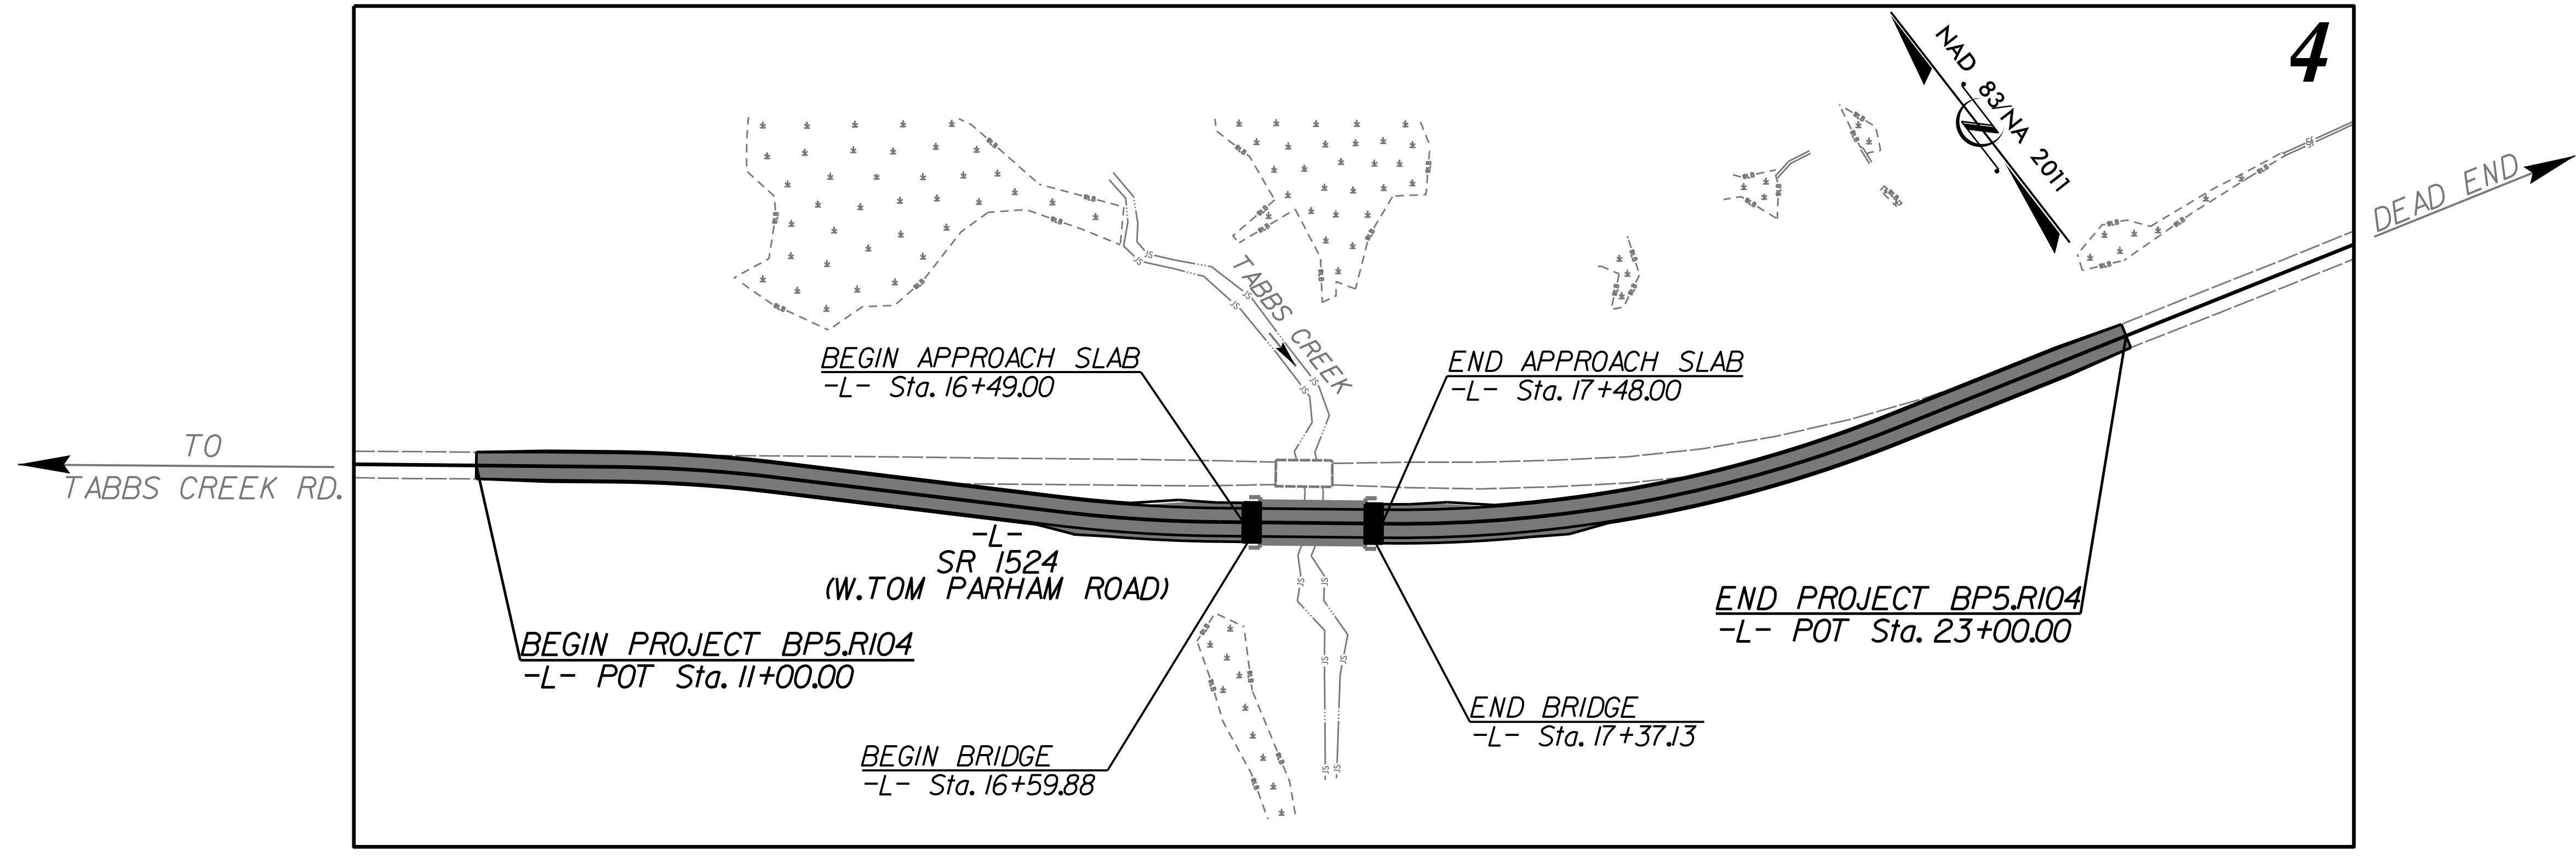 4
NAD 83/NA 2011
DEAD END
TABBS CREEK
BEGIN APPROACH SLAB
-L- Sta. 16+49.00
END APPROACH SLAB
-L- Sta. 17+48.00
TO
TABBS CREEK RD.
-L-
SR 1524
(W.TOM PARHAM ROAD)
BEGIN PROJECT BP5.R104
-L- POT Sta. 11+00.00
END PROJECT BP5.R104
-L- POT Sta. 23+00.00
END BRIDGE
-L- Sta. 17+37.13
BEGIN BRIDGE
-L- Sta. 16+59.88